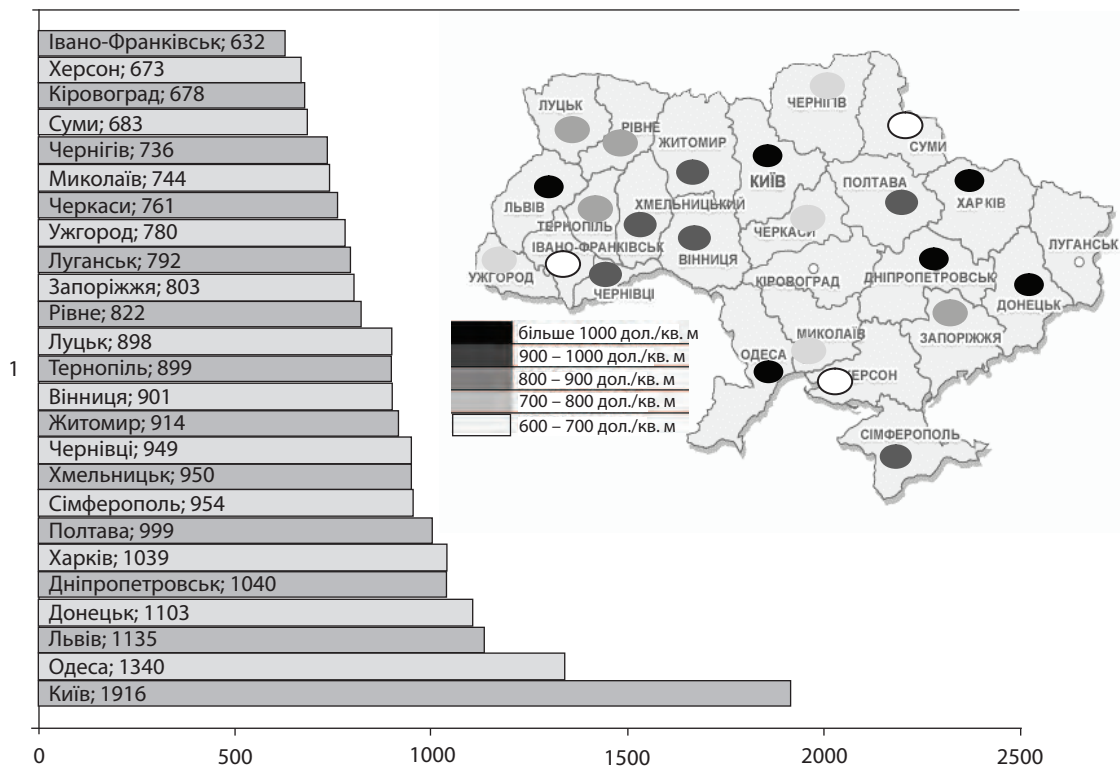 Івано-Франківськ; 632
Херсон; 673
Кіровоград; 678
Суми; 683
Чернігів; 736
Миколаїв; 744
Черкаси; 761
Ужгород; 780
Луганськ; 792
Запоріжжя; 803
Рівне; 822
Луцьк; 898
Тернопіль; 899
Вінниця; 901
Житомир; 914
Чернівці; 949
Хмельницьк; 950
Сімферополь; 954
Полтава; 999
Харків; 1039
Дніпропетровськ; 1040
Донецьк; 1103
Львів; 1135
Одеса; 1340
Київ; 1916
1
0 500 1000 1500 2000 2500
ЛУЦЬК
РІВНЕ
ЖИТОМИР
ЧЕРНІГІВ
СУМИ
КИЇВ
ПОЛТАВА
ХАРКІВ
ЛЬВІВ
ТЕРНОПІЛЬ
ХМЕЛЬНИЦЬКИЙ
ЧЕРКАСИ
ЛУГАНСЬК
ІВАНО-ФРАНКІВСЬК
ВІННИЦЯ
УЖГОРОД
ЧЕРНІВЦІ
КІРОВОГРАД
ДНІПРОПЕТРОВСЬК
ДОНЕЦЬК
ЗАПОРІЖЖЯ
МИКОЛАЇВ
ОДЕСА
ЕРСОН
СІМФЕРОПОЛЬ
більше 1000 дол./кв. м
900 – 1000 дол./кв. м
800 – 900 дол./кв. м
700 – 800 дол./кв. м
600 – 700 дол./кв. м